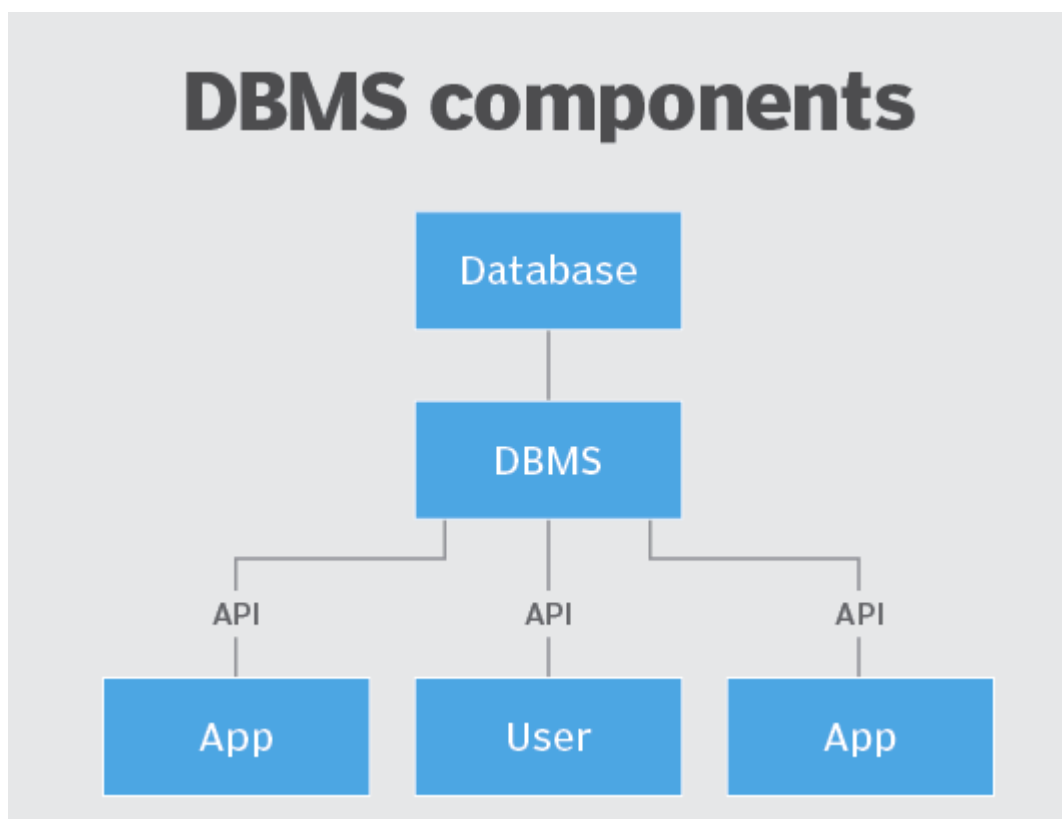 DBMS components
Database
DBMS
API
API
API
App
User
App